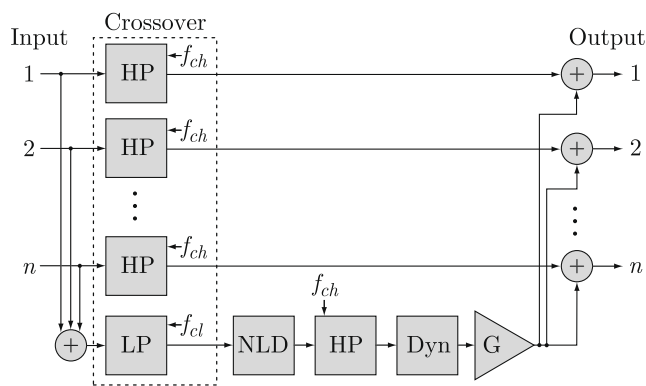 Crossover
Input Output
1 HP f_ch + 1
2 HP f_ch + 2
n HP f_ch + n
f_ch
+ LP f_cl NLD HP Dyn G